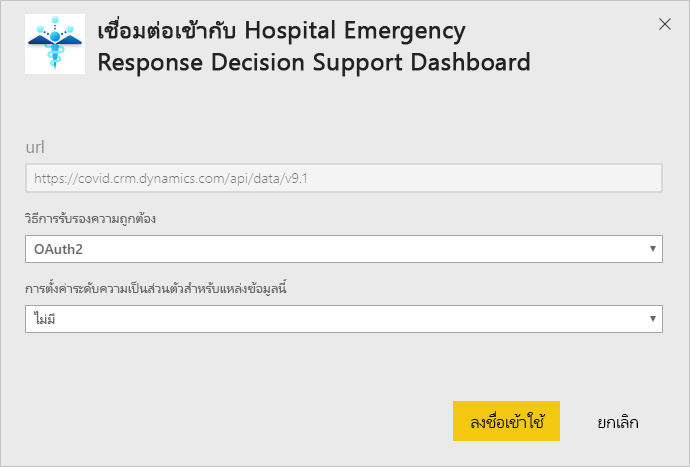 เชื่อมต่อเข้ากับ Hospital Emergency
Response Decision Support Dashboard
url
https://covid.crm.dynamics.com/api/data/v9.1
วิธีการรับรองความถูกต้อง
OAuth2
การตั้งค่าระดับความเป็นส่วนตัวสำหรับแหล่งข้อมูลนี้
ไม่มี
ลงชื่อเข้าใช้ ยกเลิก